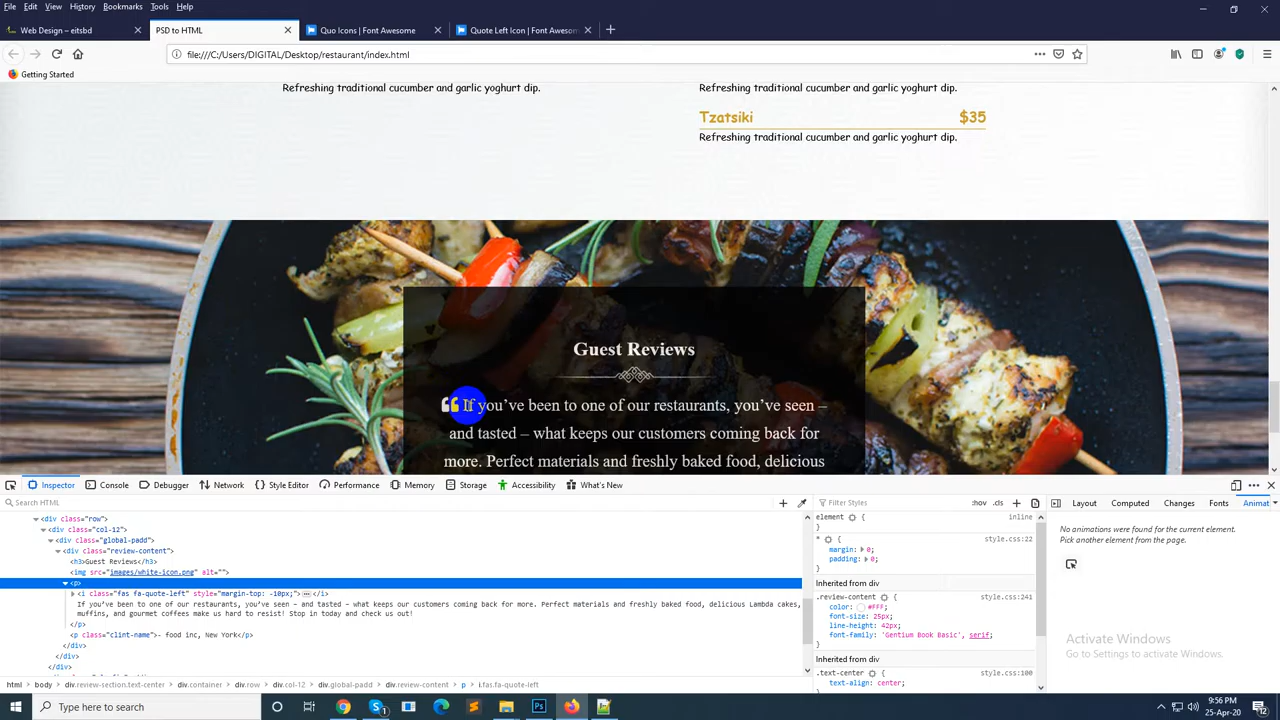 File Edit View History Bookmarks Tools Help
Web Design – eitsbd
PSD to HTML
Quo Icons | Font Awesome
Quote Left Icon | Font Awesom
file:///C:/Users/DIGITAL/Desktop/restaurant/index.html
Getting Started
Refreshing traditional cucumber and garlic yoghurt dip.
Refreshing traditional cucumber and garlic yoghurt dip.
Tzatsiki $35
Refreshing traditional cucumber and garlic yoghurt dip.
Guest Reviews
If you’ve been to one of our restaurants, you’ve seen –
and tasted – what keeps our customers coming back for
more. Perfect materials and freshly baked food, delicious
Inspector Console Debugger Network Style Editor Performance Memory Storage Accessibility What's New
Search HTML
<div class="row">
<div class="col-12">
<div class="global-padd">
<div class="review-content">
<h3>Guest Reviews</h3>
<img src="images/white-icon.png" alt="">
<p>
<i class="fas fa-quote-left" style="margin-top: -10px;"> </i>
If you’ve been to one of our restaurants, you’ve seen – and tasted – what keeps our customers coming back for more. Perfect materials and freshly baked food, delicious Lambda cakes,
muffins, and gourmet coffees make us hard to resist! Stop in today and check us out!
</p>
<p class="clint-name">- food inc, New York</p>
</div>
</div>
</div>
html body div.review-section.text-center div.container div.row div.col-12 div.global-padd div.review-content p i.fas.fa-quote-left
Filter Styles :hov .cls
element { inline
}
* { style.css:22
margin: 0;
padding: 0;
}
Inherited from div
.review-content { style.css:241
color: #FFF;
font-size: 25px;
line-height: 42px;
font-family: 'Gentium Book Basic', serif;
}
Inherited from div
.text-center { style.css:100
text-align: center;
Layout Computed Changes Fonts Animat
No animations were found for the current element.
Pick another element from the page.
Activate Windows
Go to Settings to activate Windows.
Type here to search
9:56 PM
25-Apr-20
12